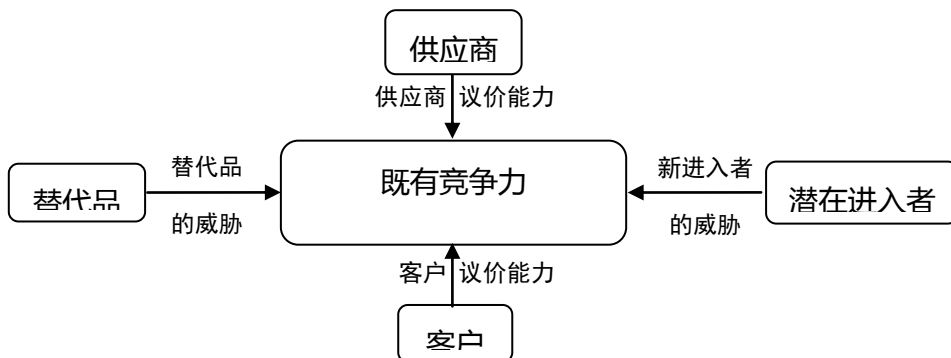 供应商
供应商 议价能力
替代品
的威胁
替代品
既有竞争力
新进入者
的威胁
潜在进入者
客户 议价能力
客户